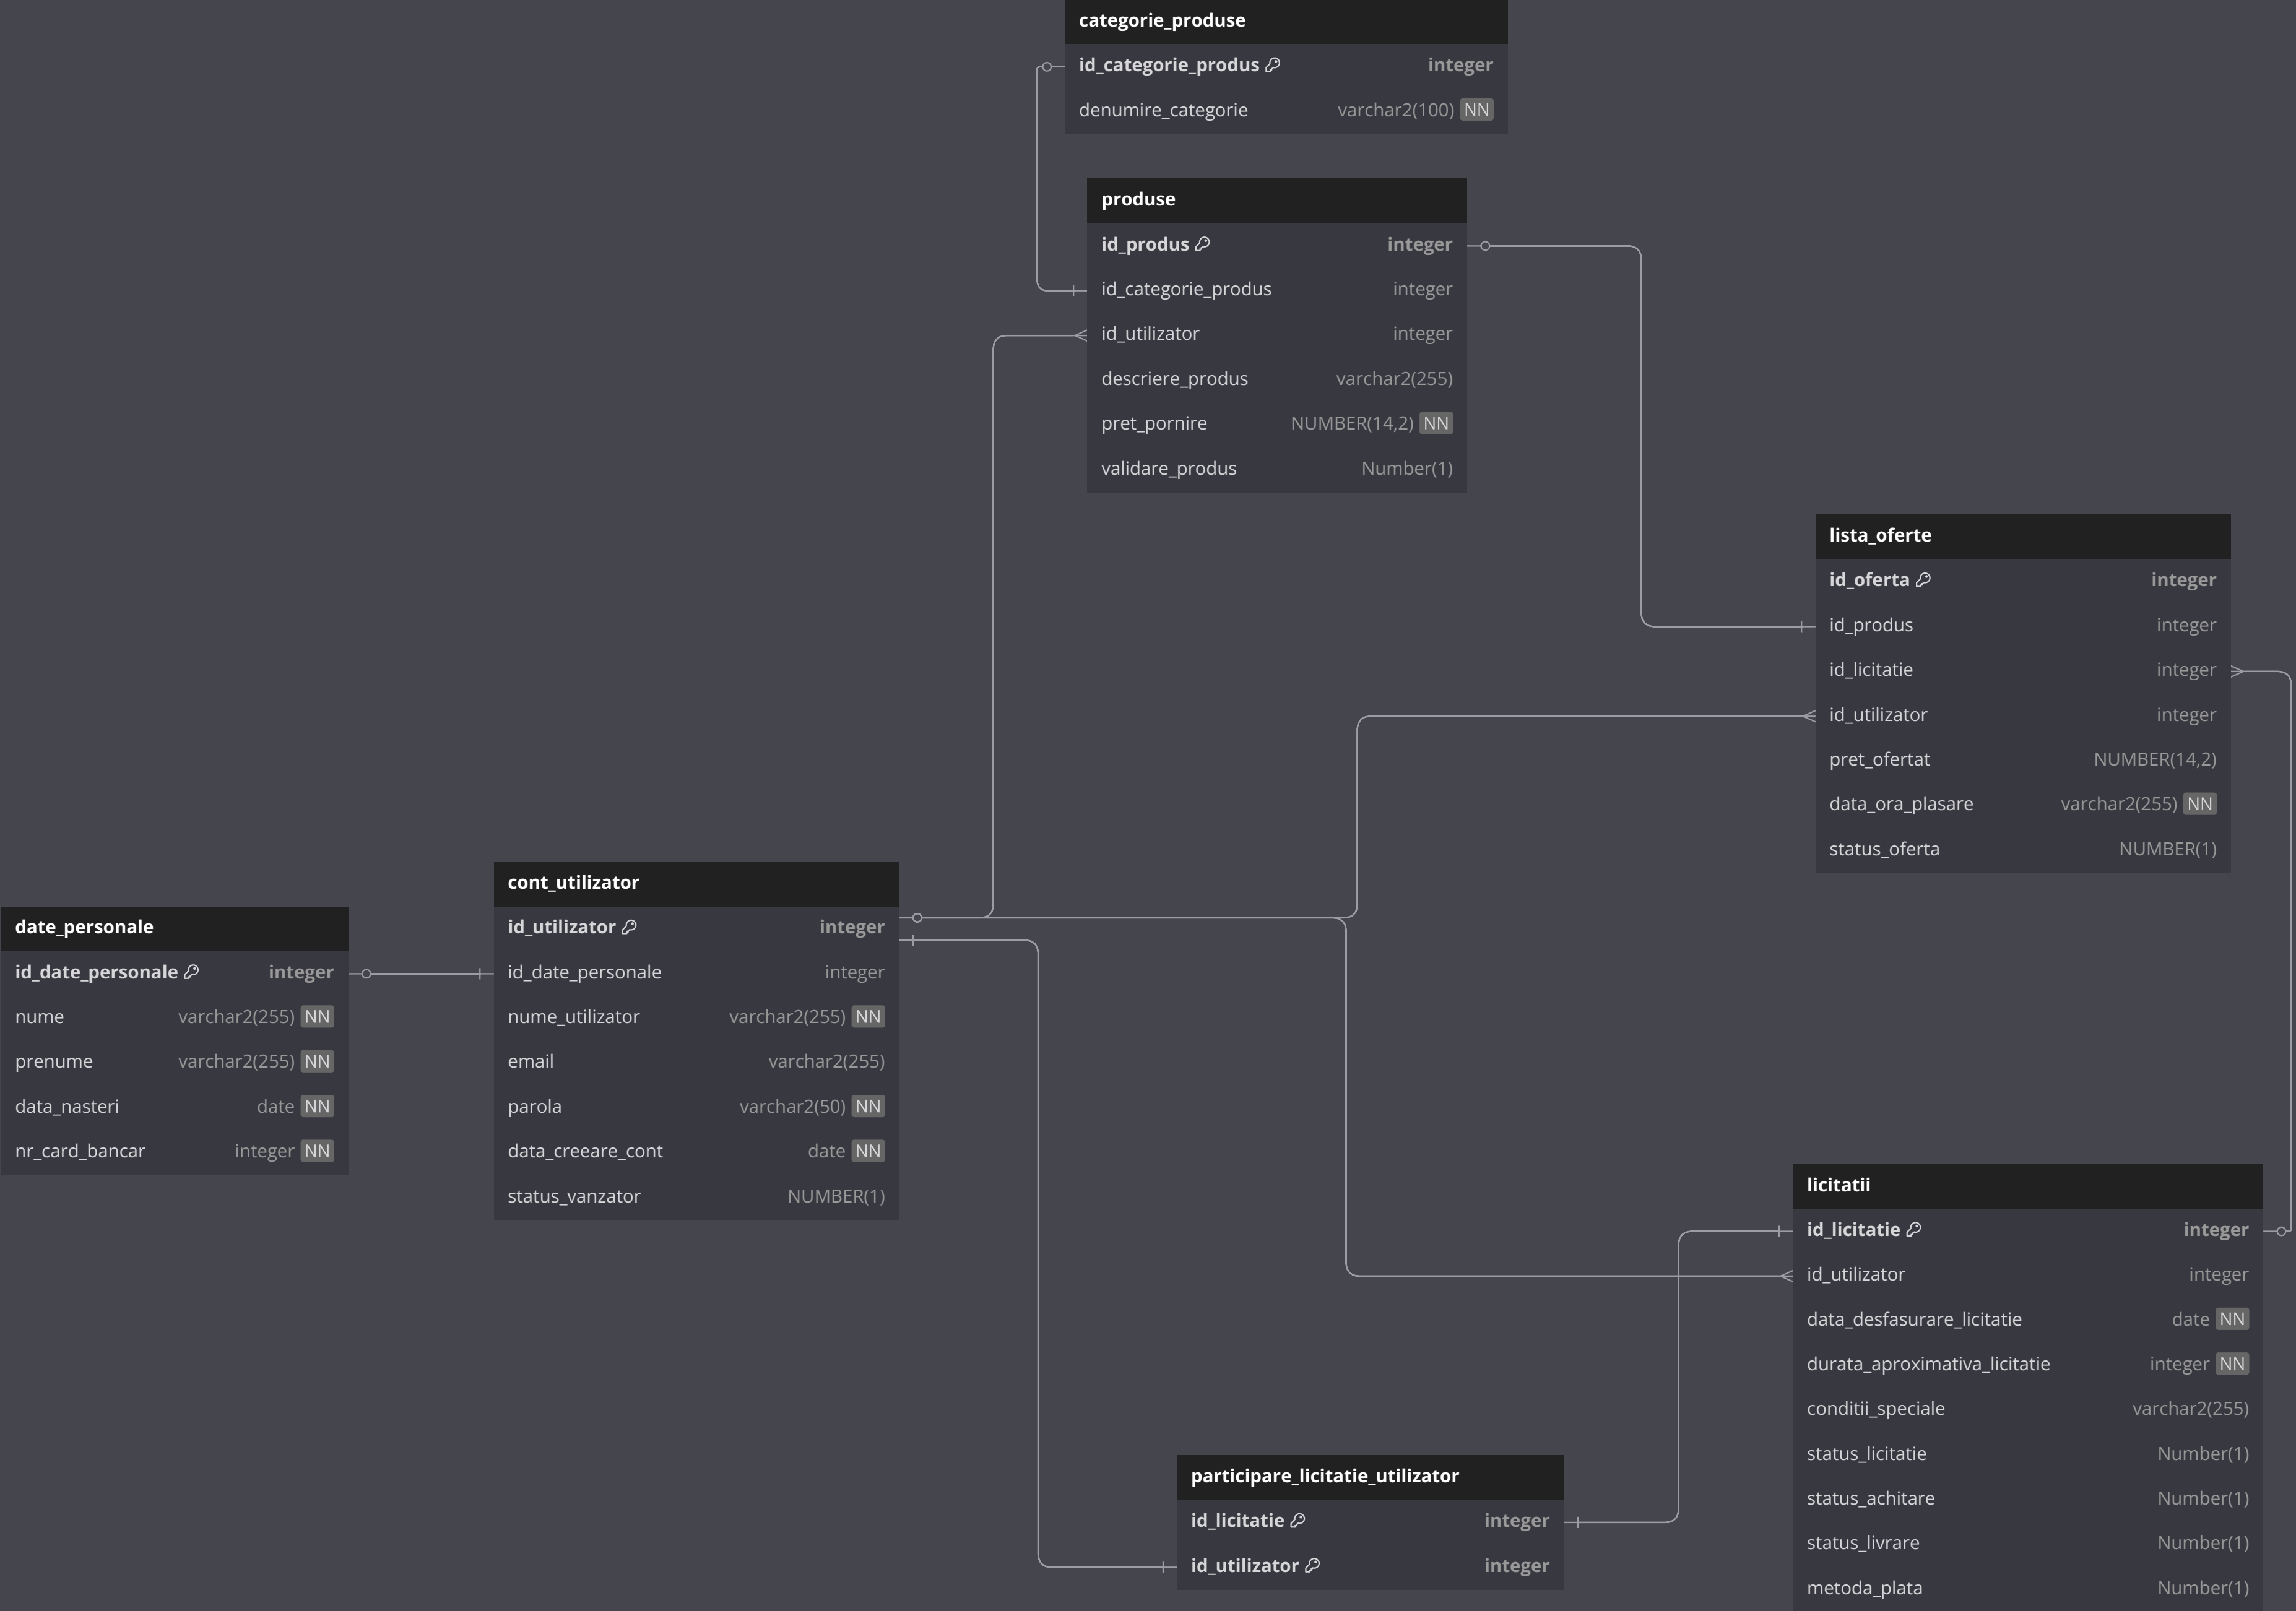 categorie_produse
id_categorie_produs integer
denumire_categorie varchar2(100) NN
produse
id_produs integer
id_categorie_produs integer
id_utilizator integer
descriere_produs varchar2(255)
pret_pornire NUMBER(14,2) NN
validare_produs Number(1)
lista_oferte
id_oferta integer
id_produs integer
id_licitatie integer
id_utilizator integer
pret_ofertat NUMBER(14,2)
data_ora_plasare varchar2(255) NN
status_oferta NUMBER(1)
cont_utilizator
id_utilizator integer
id_date_personale integer
nume_utilizator varchar2(255) NN
email varchar2(255)
parola varchar2(50) NN
data_creeare_cont date NN
status_vanzator NUMBER(1)
date_personale
id_date_personale integer
nume varchar2(255) NN
prenume varchar2(255) NN
data_nasteri date NN
nr_card_bancar integer NN
licitatii
id_licitatie integer
id_utilizator integer
data_desfasurare_licitatie date NN
durata_aproximativa_licitatie integer NN
conditii_speciale varchar2(255)
status_licitatie Number(1)
status_achitare Number(1)
status_livrare Number(1)
metoda_plata Number(1)
participare_licitatie_utilizator
id_licitatie integer
id_utilizator integer